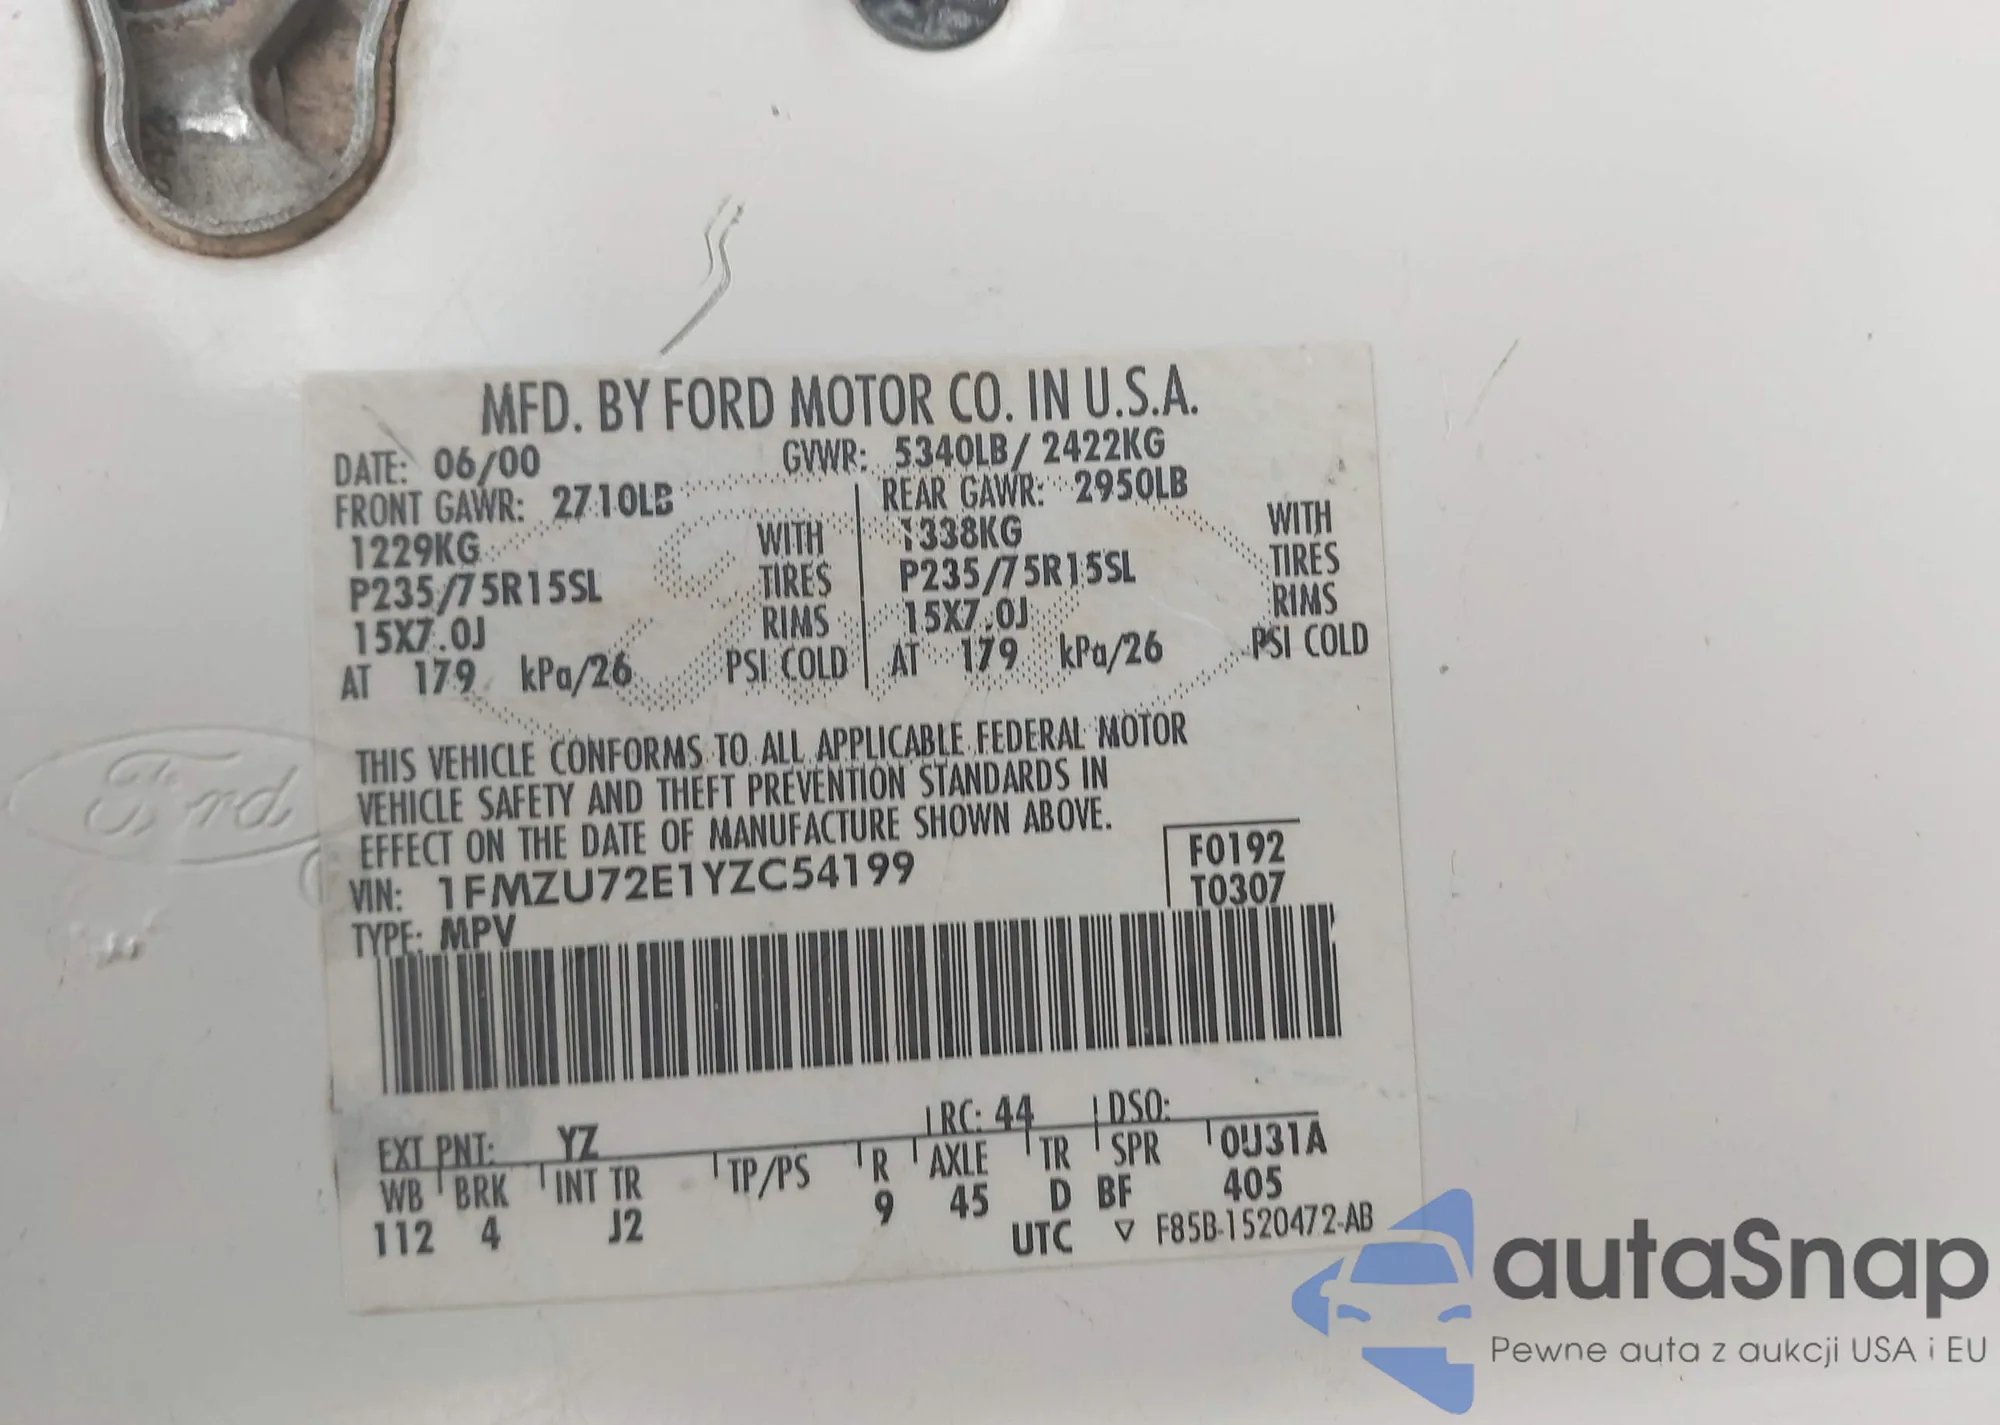 MFD. BY FORD MOTOR CO. IN U.S.A.
DATE: 06/00 GVWR: 5340LB/ 2422KG
FRONT GAWR: 2710LB REAR GAWR: 2950LB
1229KG WITH 1338KG WITH
P235/75R15SL TIRES P235/75R15SL TIRES
15X7.0J RIMS 15X7.0J RIMS
AT 179 kPa/26 PSI COLD AT 179 kPa/26 PSI COLD
THIS VEHICLE CONFORMS TO ALL APPLICABLE FEDERAL MOTOR
VEHICLE SAFETY AND THEFT PREVENTION STANDARDS IN
EFFECT ON THE DATE OF MANUFACTURE SHOWN ABOVE.
VIN: 1FMZU72E1YZC54199 F0192
TYPE: MPV T0307
EXT PNT: YZ RC: 44 DSO:
WB BRK INT TR TP/PS R AXLE TR SPR 0U31A
112 4 J2 9 45 D BF 405
UTC ▽ F85B-1520472-AB
Ford
autaSnap
Pewne auta z aukcji USA i EU